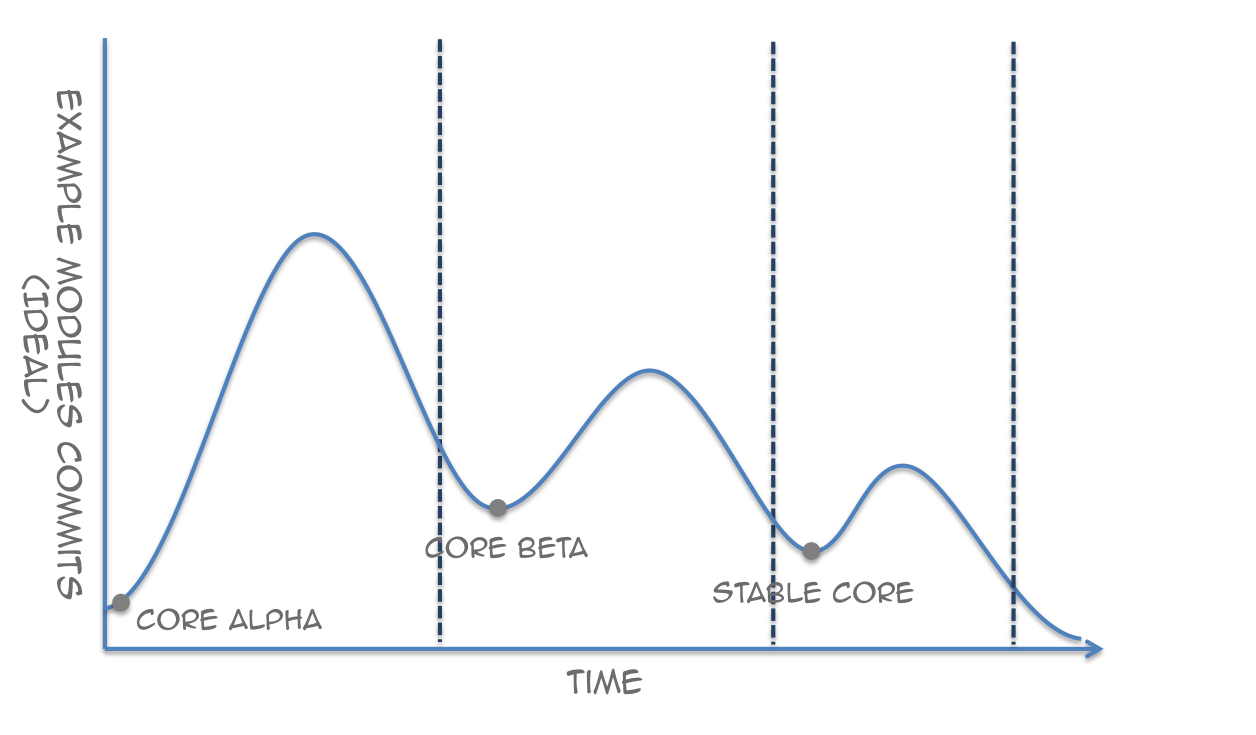 EXAMPLE MODULES COMMITS
(IDEAL)
CORE BETA
STABLE CORE
CORE ALPHA
TIME